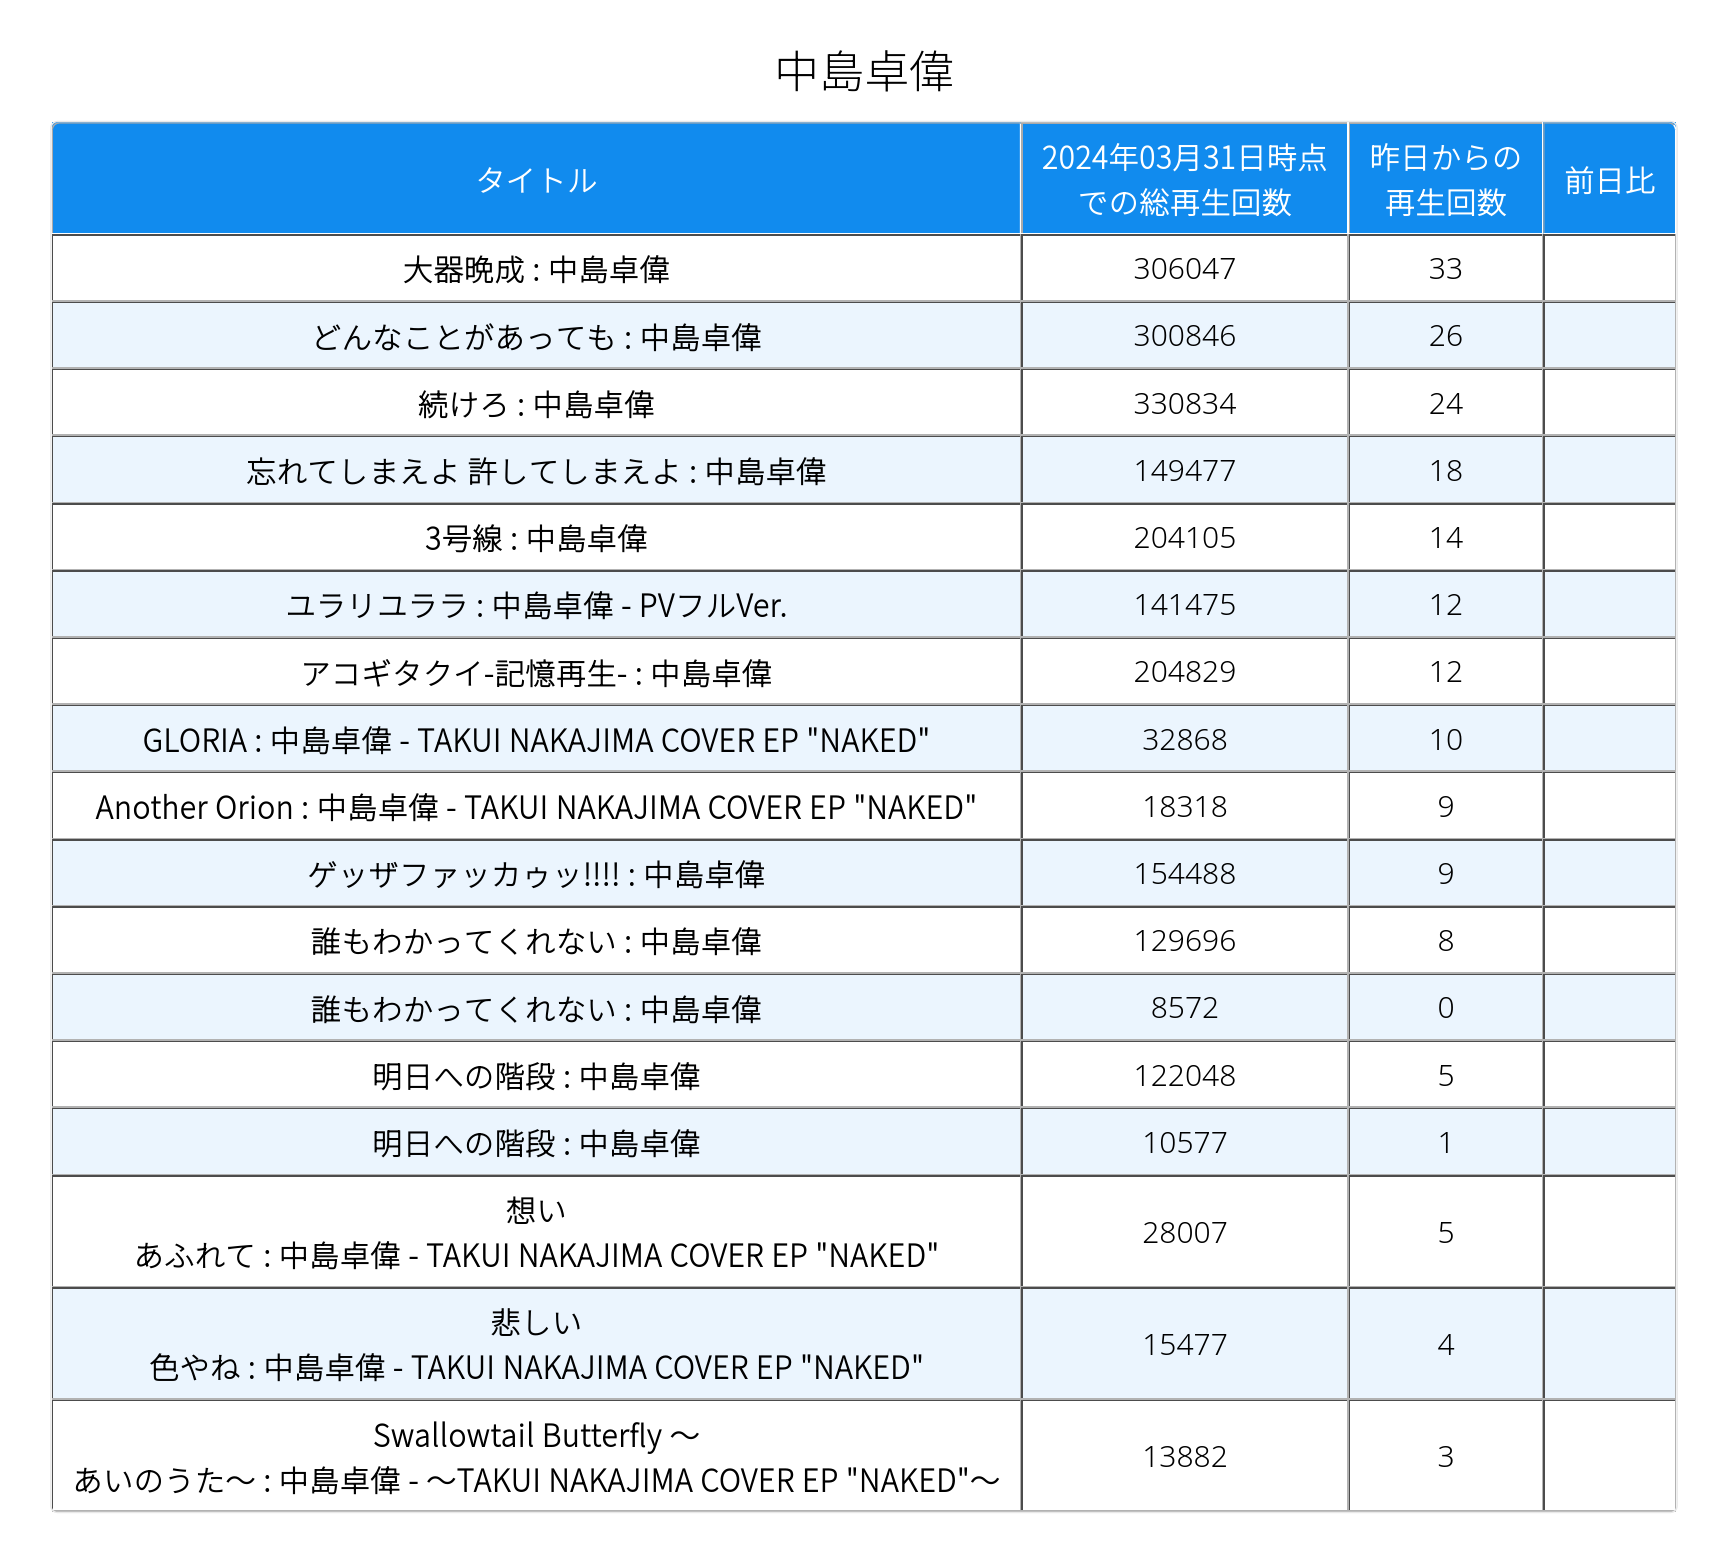 中島卓偉
タイトル
2024年03月31日時点
での総再生回数
昨日からの
再生回数
前日比
大器晩成 : 中島卓偉 306047 33
どんなことがあっても : 中島卓偉 300846 26
続けろ : 中島卓偉 330834 24
忘れてしまえよ 許してしまえよ : 中島卓偉 149477 18
3号線 : 中島卓偉 204105 14
ユラリユララ : 中島卓偉 - PVフルVer. 141475 12
アコギタクイ-記憶再生- : 中島卓偉 204829 12
GLORIA : 中島卓偉 - TAKUI NAKAJIMA COVER EP "NAKED" 32868 10
Another Orion : 中島卓偉 - TAKUI NAKAJIMA COVER EP "NAKED" 18318 9
ゲッザファッカゥッ!!!! : 中島卓偉 154488 9
誰もわかってくれない : 中島卓偉 129696 8
誰もわかってくれない : 中島卓偉 8572 0
明日への階段 : 中島卓偉 122048 5
明日への階段 : 中島卓偉 10577 1
想い
あふれて : 中島卓偉 - TAKUI NAKAJIMA COVER EP "NAKED" 28007 5
悲しい
色やね : 中島卓偉 - TAKUI NAKAJIMA COVER EP "NAKED" 15477 4
Swallowtail Butterfly ～
あいのうた～ : 中島卓偉 - ～TAKUI NAKAJIMA COVER EP "NAKED"～ 13882 3